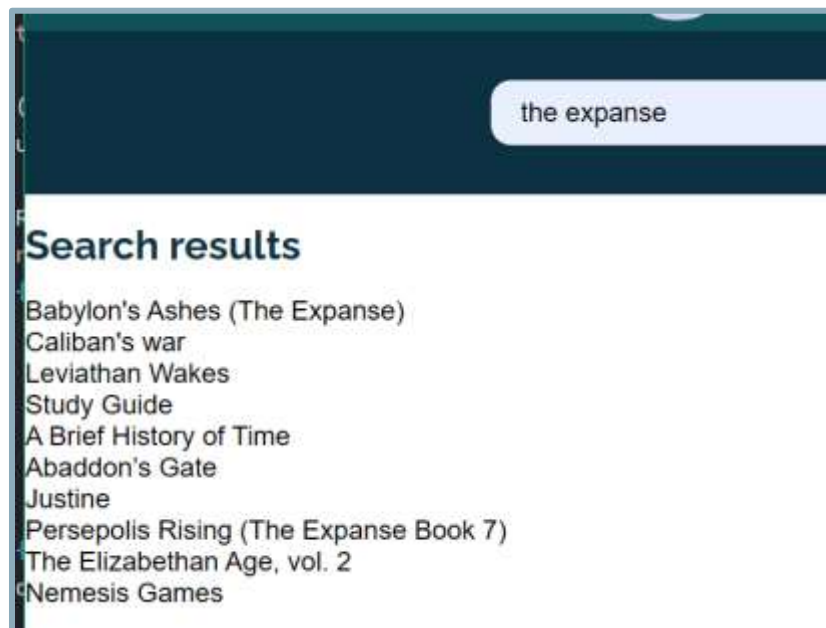 the expanse
Search results
Babylon's Ashes (The Expanse)
Caliban's war
Leviathan Wakes
Study Guide
A Brief History of Time
Abaddon's Gate
Justine
Persepolis Rising (The Expanse Book 7)
The Elizabethan Age, vol. 2
Nemesis Games